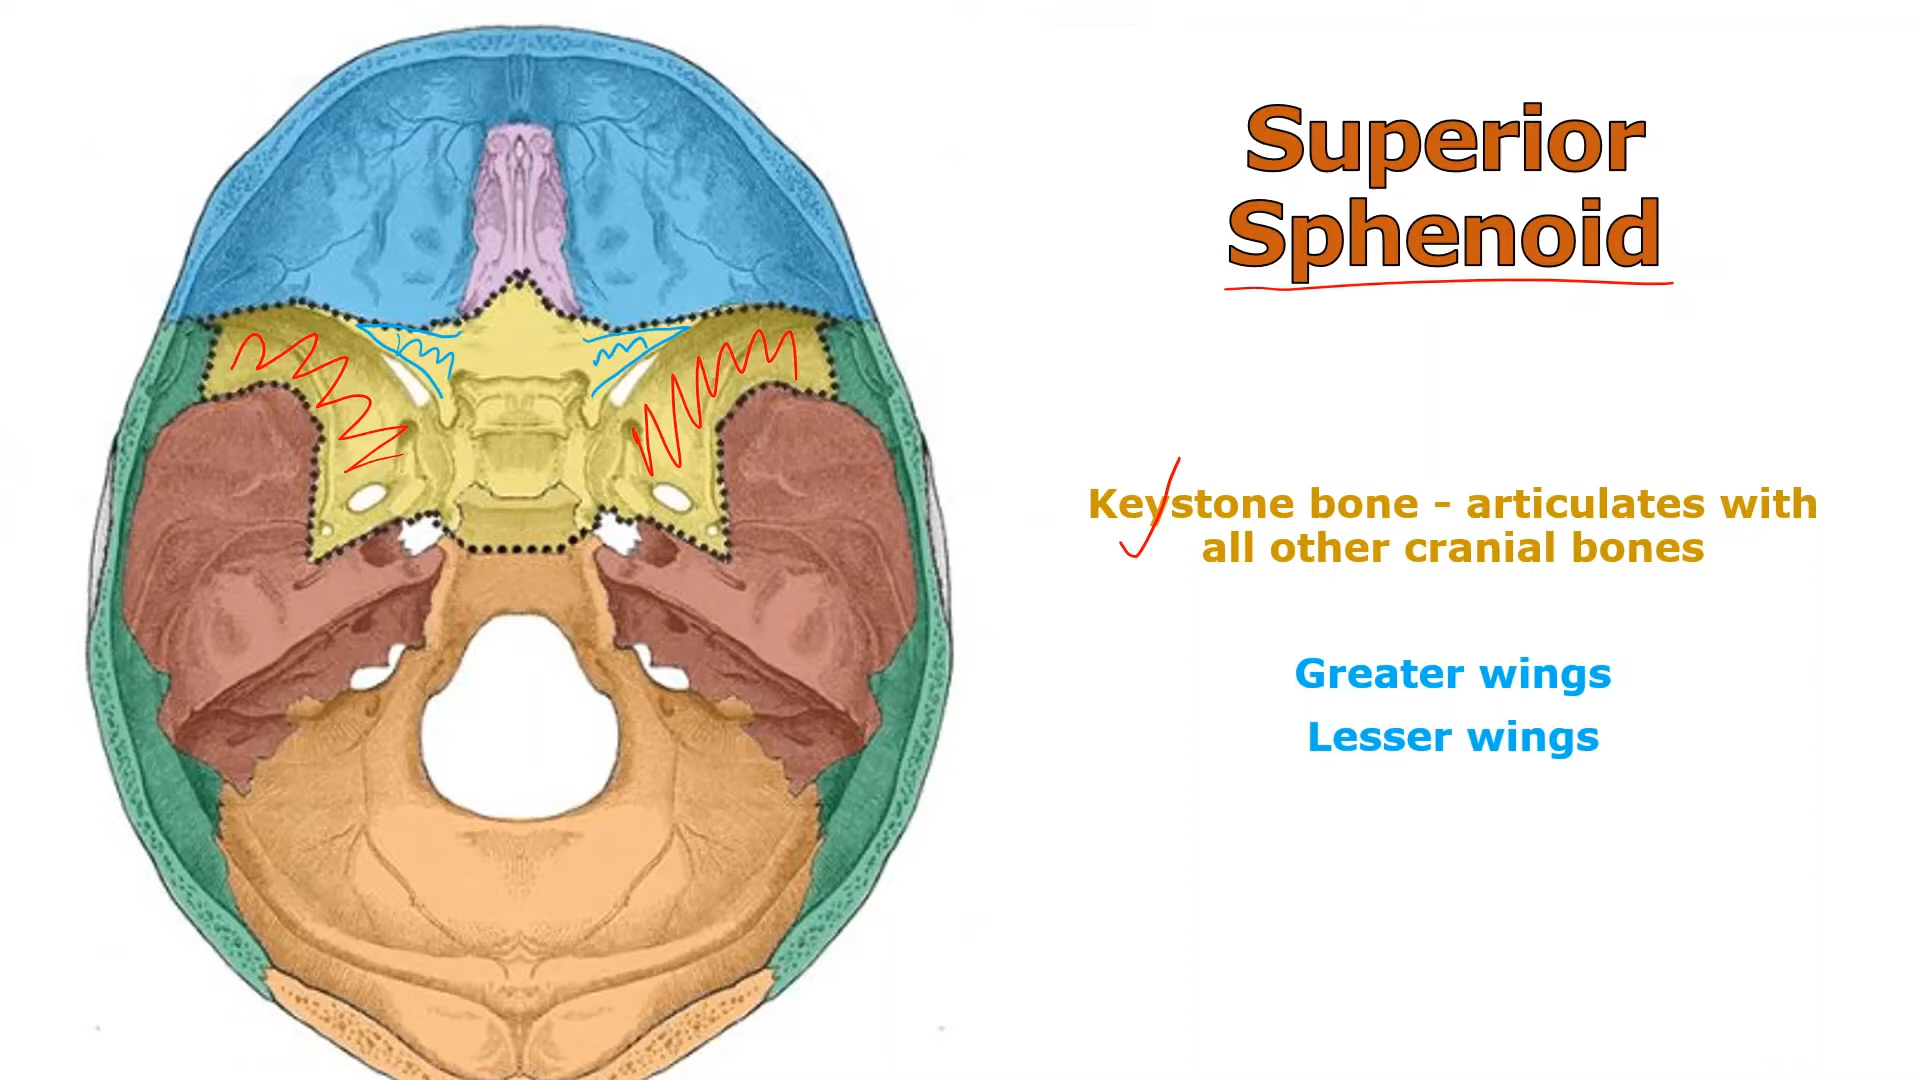 Superior
Sphenoid
Keystone bone - articulates with
all other cranial bones
Greater wings
Lesser wings